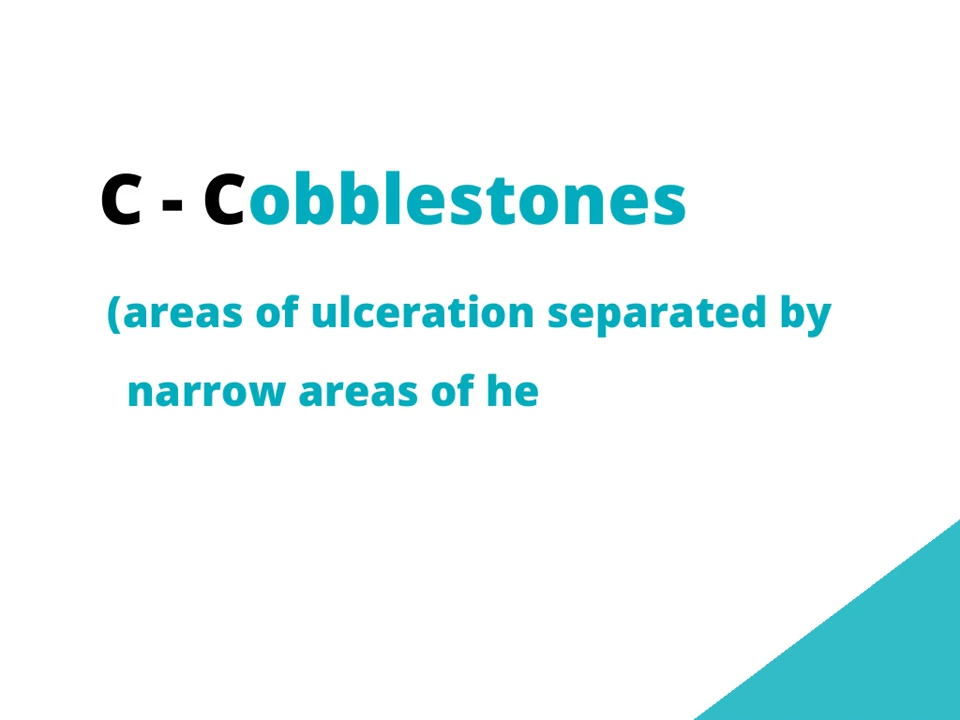 C - Cobblestones
(areas of ulceration separated by
narrow areas of he